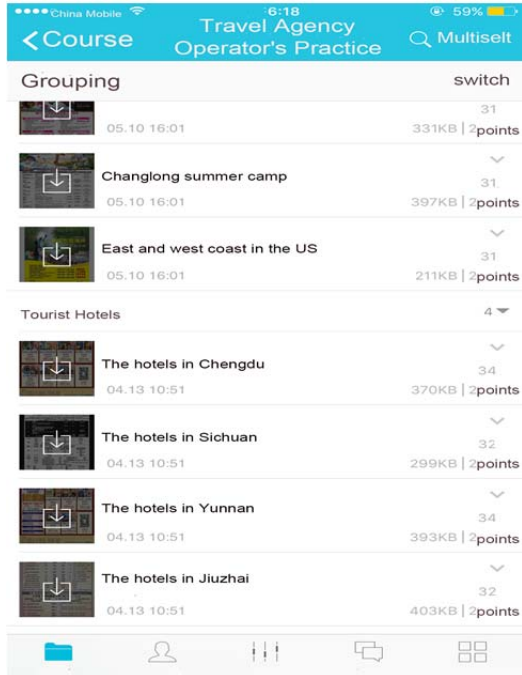 China Mobile 6:18 59%
Course
Travel Agency
Operator's Practice
Multiselt
Grouping switch
31
05.10 16:01 331KB | 2points
Changlong summer camp
31
05.10 16:01 397KB | 2points
East and west coast in the US
31
05.10 16:01 211KB | 2points
Tourist Hotels 4
The hotels in Chengdu
34
04.13 10:51 370KB | 2points
The hotels in Sichuan
32
04.13 10:51 299KB | 2points
The hotels in Yunnan
34
04.13 10:51 393KB | 2points
The hotels in Jiuzhai
32
04.13 10:51 403KB | 2points